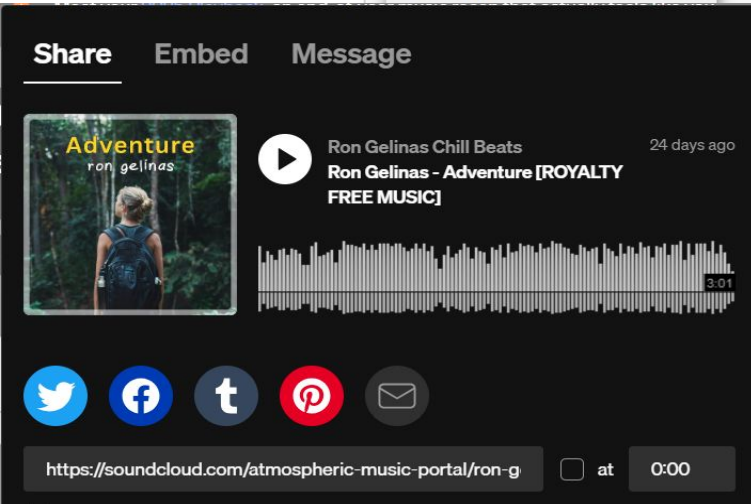 Share Embed Message
Adventure
ron gelinas
Ron Gelinas Chill Beats
24 days ago
Ron Gelinas - Adventure [ROYALTY
FREE MUSIC]
3:01
https://soundcloud.com/atmospheric-music-portal/ron-g
at 0:00